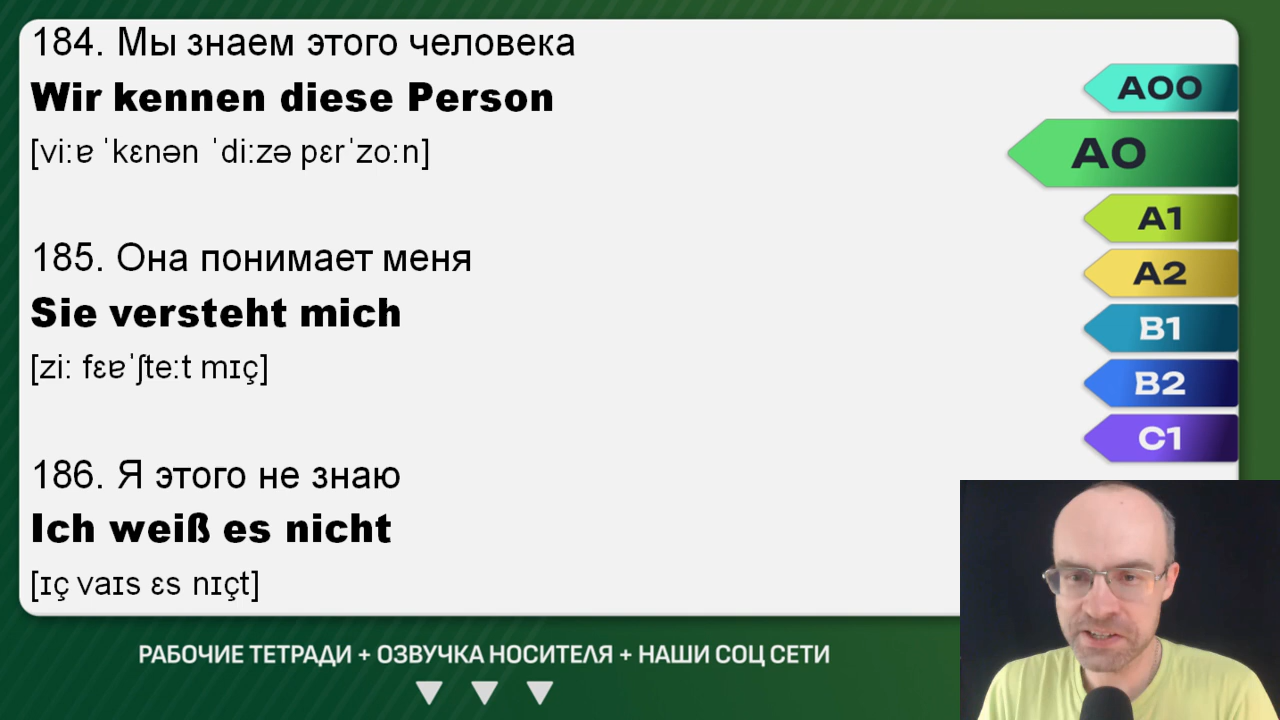 184. Мы знаем этого человека
Wir kennen diese Person
[viːɐ ˈkɛnən ˈdiːzə pɛrˈzoːn]
185. Она понимает меня
Sie versteht mich
[ziː fɛɐˈʃteːt mɪç]
186. Я этого не знаю
Ich weiß es nicht
[ɪç vaɪs ɛs nɪçt]
A00
A0
A1
A2
B1
B2
C1
РАБОЧИЕ ТЕТРАДИ + ОЗВУЧКА НОСИТЕЛЯ + НАШИ СОЦ СЕТИ